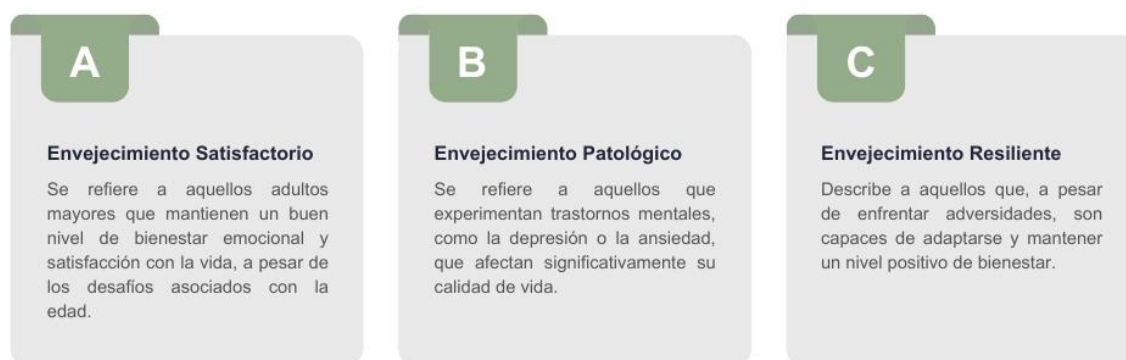 A
Envejecimiento Satisfactorio
Se refiere a aquellos adultos
mayores que mantienen un buen
nivel de bienestar emocional y
satisfacción con la vida, a pesar de
los desafíos asociados con la
edad.
B
Envejecimiento Patológico
Se refiere a aquellos que
experimentan trastornos mentales,
como la depresión o la ansiedad,
que afectan significativamente su
calidad de vida.
C
Envejecimiento Resiliente
Describe a aquellos que, a pesar
de enfrentar adversidades, son
capaces de adaptarse y mantener
un nivel positivo de bienestar.